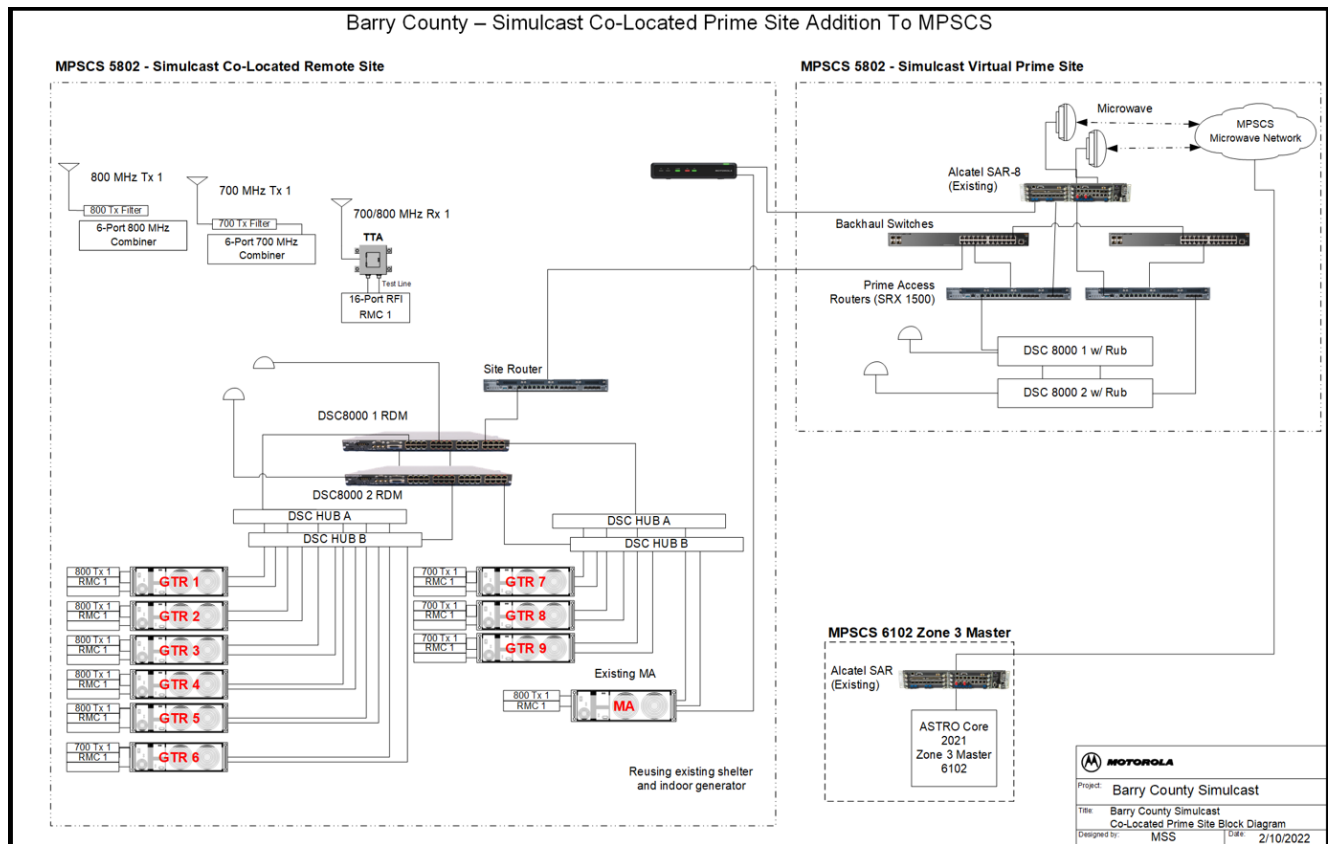 Barry County – Simulcast Co-Located Prime Site Addition To MPSCS
MPSCS 5802 - Simulcast Co-Located Remote Site
800 MHz Tx 1
800 Tx Filter
6-Port 800 MHz
Combiner
700 MHz Tx 1
700 Tx Filter
6-Port 700 MHz
Combiner
700/800 MHz Rx 1
TTA
Test Line
16-Port RFI
RMC 1
Site Router
DSC8000 1 RDM
DSC8000 2 RDM
DSC HUB A
DSC HUB B
DSC HUB A
DSC HUB B
800 Tx 1
RMC 1
GTR 1
800 Tx 1
RMC 1
GTR 2
800 Tx 1
RMC 1
GTR 3
800 Tx 1
RMC 1
GTR 4
800 Tx 1
RMC 1
GTR 5
700 Tx 1
RMC 1
GTR 6
700 Tx 1
RMC 1
GTR 7
700 Tx 1
RMC 1
GTR 8
700 Tx 1
RMC 1
GTR 9
Existing MA
800 Tx 1
RMC 1
MA
Reusing existing shelter
and indoor generator
MPSCS 5802 - Simulcast Virtual Prime Site
Microwave
MPSCS
Microwave Network
Alcatel SAR-8
(Existing)
Backhaul Switches
Prime Access
Routers (SRX 1500)
DSC 8000 1 w/ Rub
DSC 8000 2 w/ Rub
MPSCS 6102 Zone 3 Master
Alcatel SAR
(Existing)
ASTRO Core
2021
Zone 3 Master
6102
MOTOROLA
Project: Barry County Simulcast
Title: Barry County Simulcast
Co-Located Prime Site Block Diagram
Designed by: MSS Date: 2/10/2022